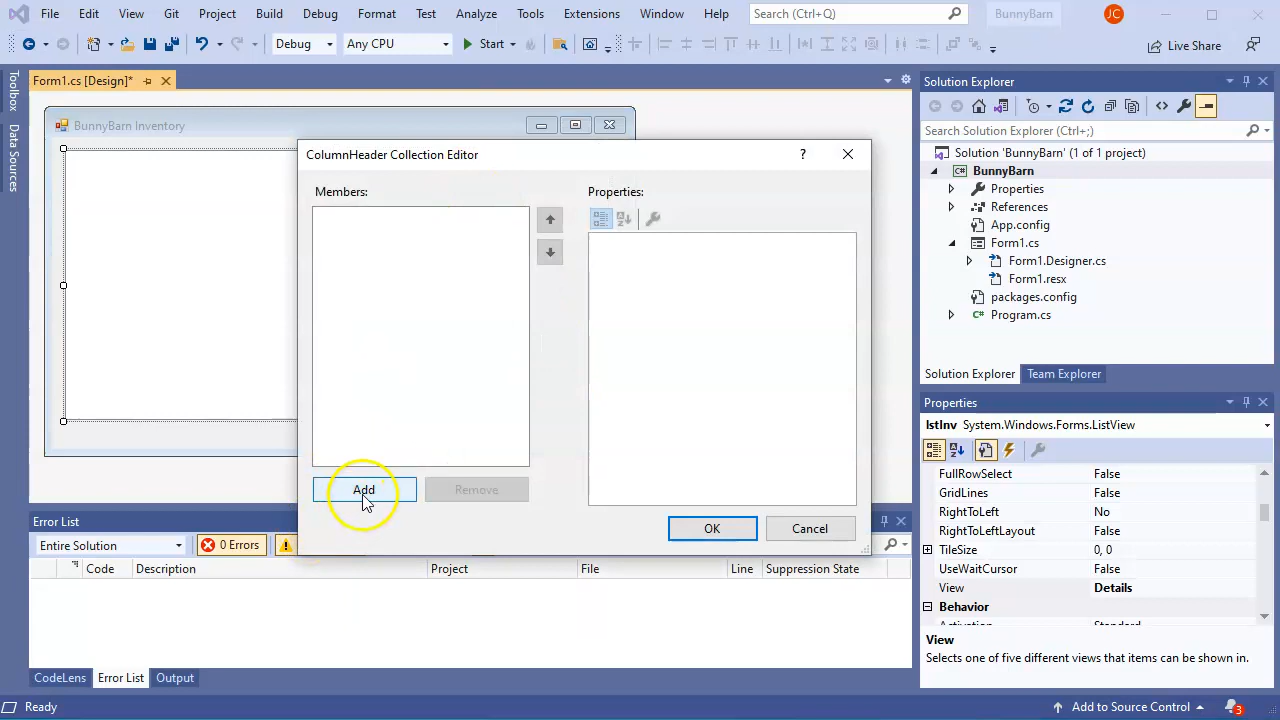 File Edit View Git Project Build Debug Format Test Analyze Tools Extensions Window Help Search (Ctrl+Q) BunnyBarn JC
Debug Any CPU Start Live Share
Toolbox
Data Sources
Form1.cs [Design]*
BunnyBarn Inventory
ColumnHeader Collection Editor ?
Members: Properties:
Add Remove
OK Cancel
Solution Explorer
Search Solution Explorer (Ctrl+;)
Solution 'BunnyBarn' (1 of 1 project)
C# BunnyBarn
Properties
References
App.config
Form1.cs
Form1.Designer.cs
Form1.resx
packages.config
Program.cs
Solution Explorer Team Explorer
Properties
lstInv System.Windows.Forms.ListView
FullRowSelect False
GridLines False
RightToLeft No
RightToLeftLayout False
TileSize 0, 0
UseWaitCursor False
View Details
Behavior
Activation Standard
View
Selects one of five different views that items can be shown in.
Error List
Entire Solution 0 Errors
Code Description Project File Line Suppression State
CodeLens Error List Output
Ready Add to Source Control 3